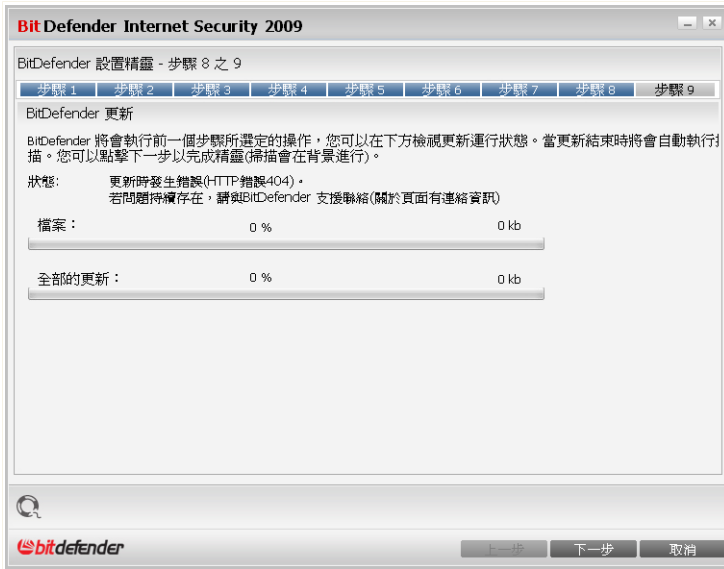 BitDefender Internet Security 2009
BitDefender 設置精靈 - 步驟 8 之 9
步驟 1 步驟 2 步驟 3 步驟 4 步驟 5 步驟 6 步驟 7 步驟 8 步驟 9
BitDefender 更新
BitDefender 將會執行前一個步驟所選定的操作，您可以在下方檢視更新運行狀態。當更新結束時將會自動執行掃
描。您可以點擊下一步以完成精靈(掃描會在背景進行)。
狀態: 更新時發生錯誤(HTTP錯誤404)。
若問題持續存在，請與BitDefender 支援聯絡(關於頁面有連絡資訊)
檔案： 0 % 0 kb
全部的更新： 0 % 0 kb
bitdefender 上一步 下一步 取消